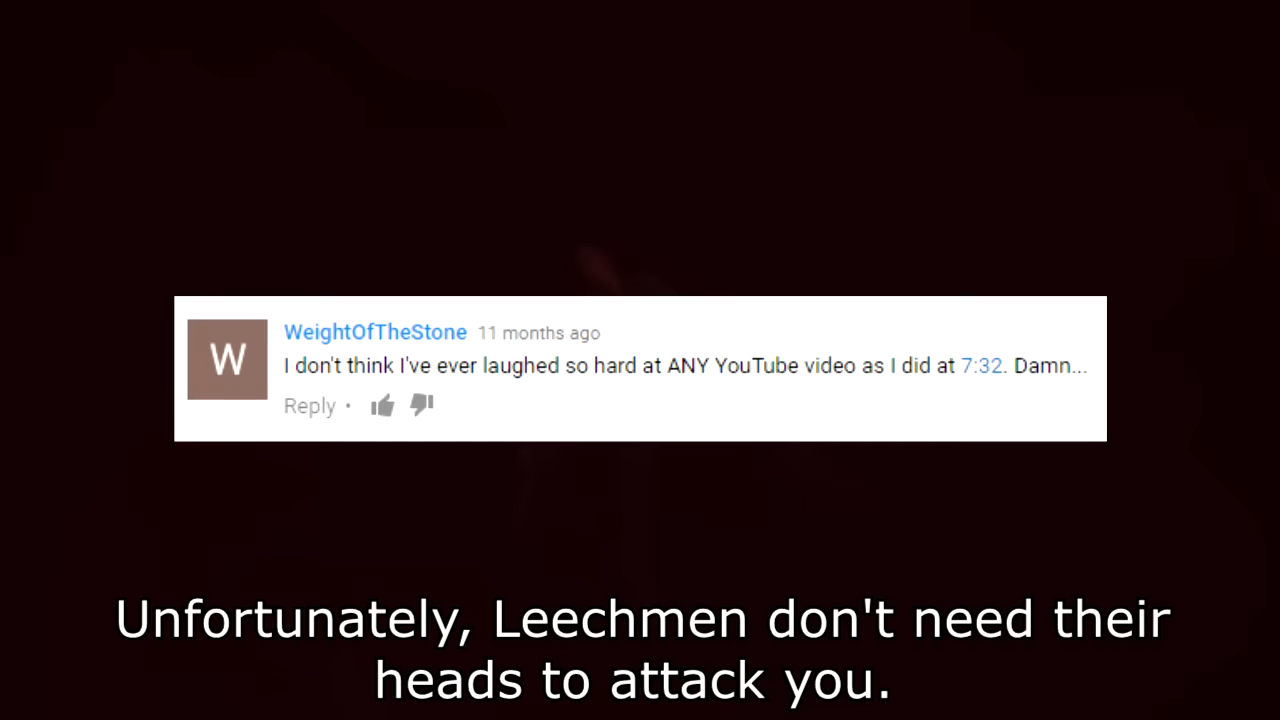 W
WeightOfTheStone 11 months ago
I don't think I've ever laughed so hard at ANY YouTube video as I did at 7:32. Damn...
Reply •
Unfortunately, Leechmen don't need their
heads to attack you.